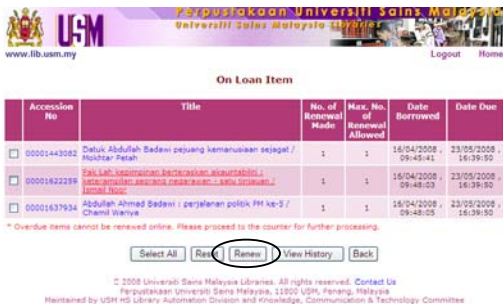 Perpustakaan Universiti Sains Malaysia
Universiti Sains Malaysia Libraries
USM
www.lib.usm.my
Logout Home
On Loan Item
Accession No Title No. of Renewal Made Max. No. of Renewal Allowed Date Borrowed Date Due
00001443082 Datuk Abdullah Badawi pejuang kemanusiaan sejagat / Mokhtar Petah 1 1 16/04/2008 , 09:45:41 23/05/2008 , 16:39:50
00001622259 Pak Lah kepimpinan berteraskan akauntabiliti : keterampilan seorang negarawan - satu tinjauan / Ismail Noor 1 1 16/04/2008 , 09:48:03 23/05/2008 , 16:39:50
00001637934 Abdullah Ahmad Badawi : perjalanan politik PM ke-5 / Chamil Wariya 1 1 16/04/2008 , 09:48:05 23/05/2008 , 16:39:50
* Overdue items cannot be renewed online. Please proceed to the counter for further processing.
Select All Reset Renew View History Back
© 2008 Universiti Sains Malaysia Libraries. All rights reserved. Contact Us
Perpustakaan Universiti Sains Malaysia, 11800 USM, Penang, Malaysia
Maintained by USM HS Library Automation Division and Knowledge, Communication & Technology Committee